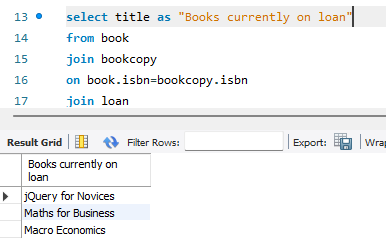 13 select title as "Books currently on loan"
14 from book
15 join bookcopy
16 on book.isbn=bookcopy.isbn
17 join loan
Result Grid Filter Rows: Export: Wrap
Books currently on
loan
jQuery for Novices
Maths for Business
Macro Economics